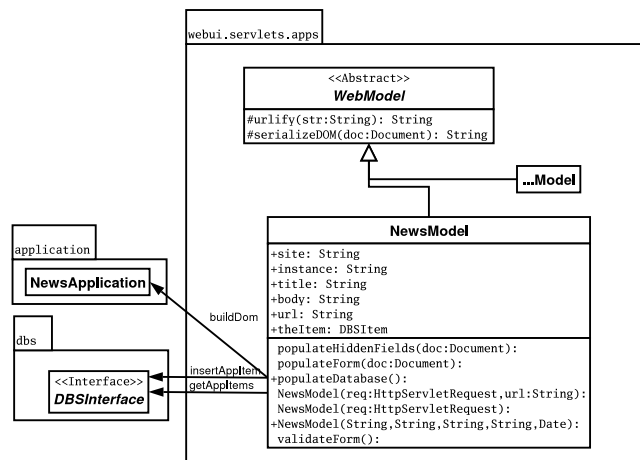 webui.servlets.apps
<<Abstract>>
WebModel
#urlify(str:String): String
#serializeDOM(doc:Document): String
...Model
NewsModel
+site: String
+instance: String
+title: String
+body: String
+url: String
+theItem: DBSItem
populateHiddenFields(doc:Document):
populateForm(doc:Document):
+populateDatabase():
NewsModel(req:HttpServletRequest,url:String):
NewsModel(req:HttpServletRequest):
+NewsModel(String,String,String,String,Date):
validateForm():
application
NewsApplication
buildDom
dbs
insertAppItem
getAppItems
<<Interface>>
DBSInterface